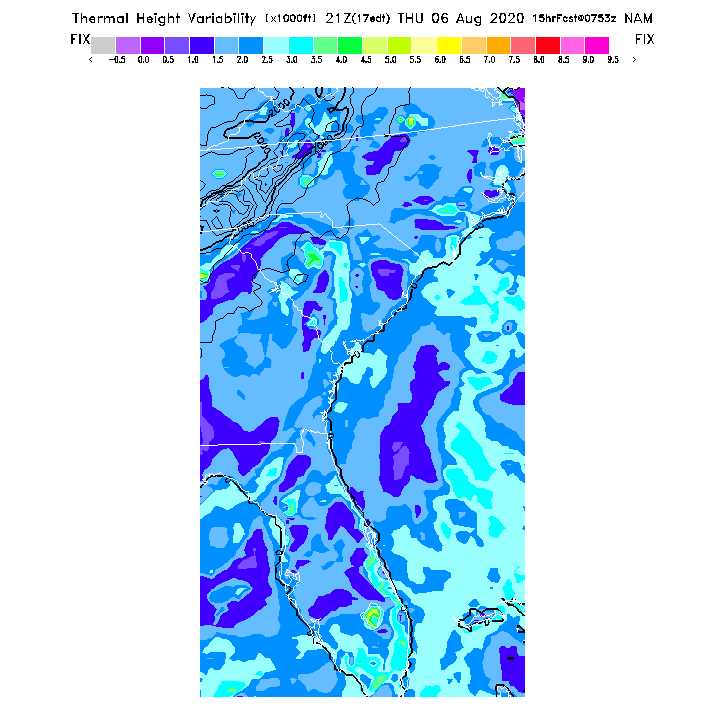 Thermal Height Variability [x1000ft] 21Z(17edt) THU 06 Aug 2020 15hrFcst@0753z NAM
FIX FIX
< -0.5 0.0 0.5 1.0 1.5 2.0 2.5 3.0 3.5 4.0 4.5 5.0 5.5 6.0 6.5 7.0 7.5 8.0 8.5 9.0 9.5 >
2000
2000